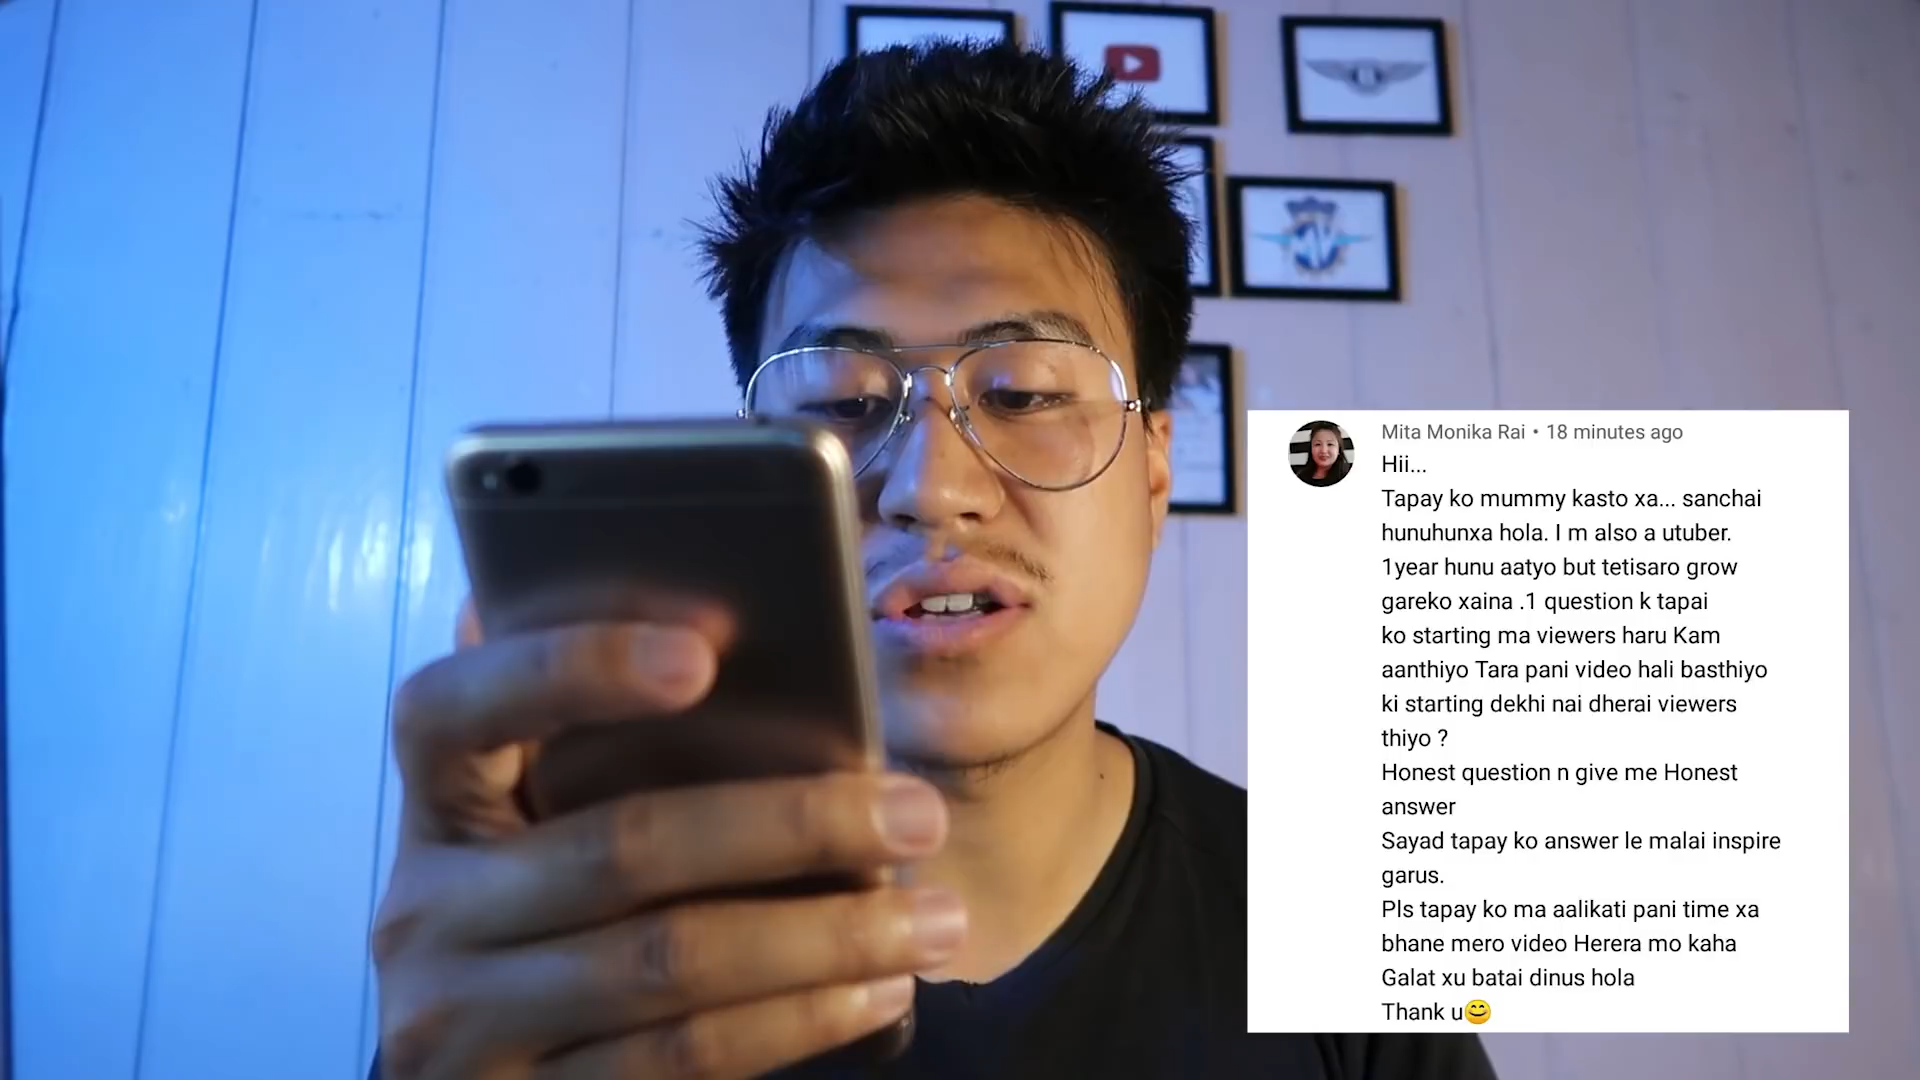 Mita Monika Rai • 18 minutes ago
Hii...
Tapay ko mummy kasto xa... sanchai
hunuhunxa hola. I m also a utuber.
1year hunu aatyo but tetisaro grow
gareko xaina .1 question k tapai
ko starting ma viewers haru Kam
aanthiyo Tara pani video hali basthiyo
ki starting dekhi nai dherai viewers
thiyo ?
Honest question n give me Honest
answer
Sayad tapay ko answer le malai inspire
garus.
Pls tapay ko ma aalikati pani time xa
bhane mero video Herera mo kaha
Galat xu batai dinus hola
Thank u😊